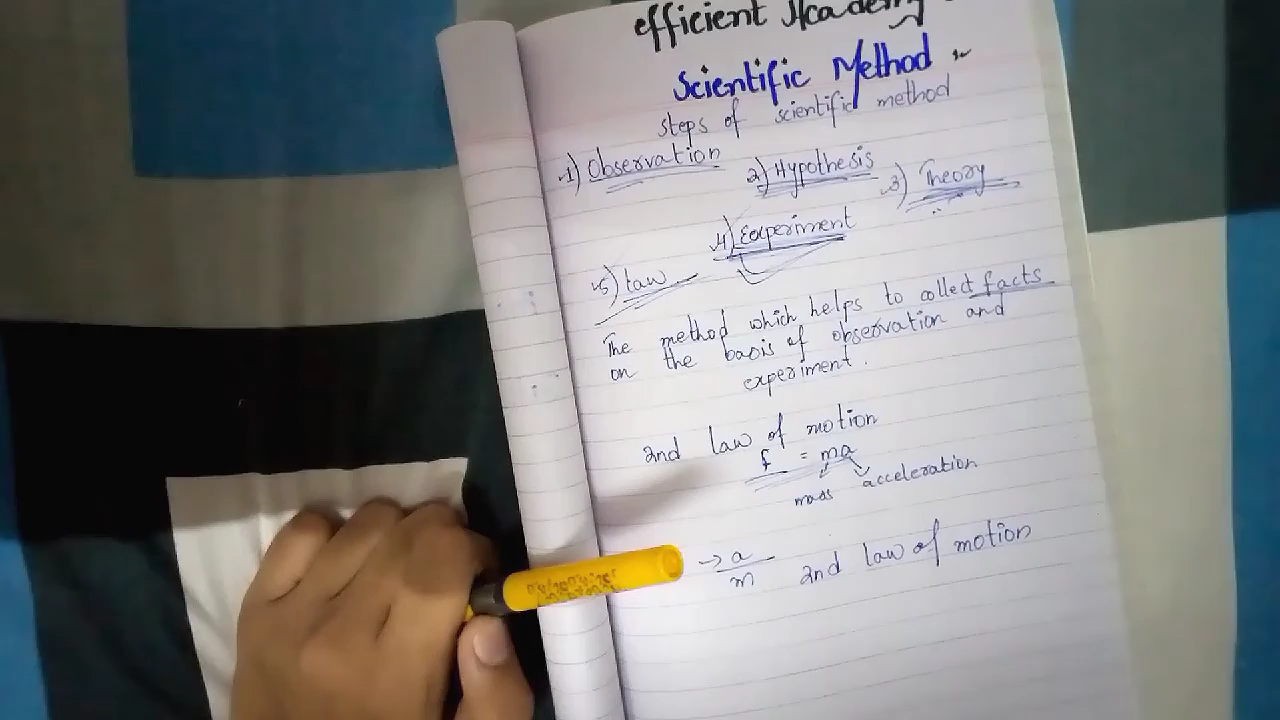 efficient Academy
Scientific Method
steps of scientific method
1) Observation 2) Hypothesis 3) Theory
4) Experiment
5) Law
The method which helps to collect facts
on the basis of observation and
experiment.
2nd law of motion
f = ma
mass acceleration
→ a/m 2nd law of motion